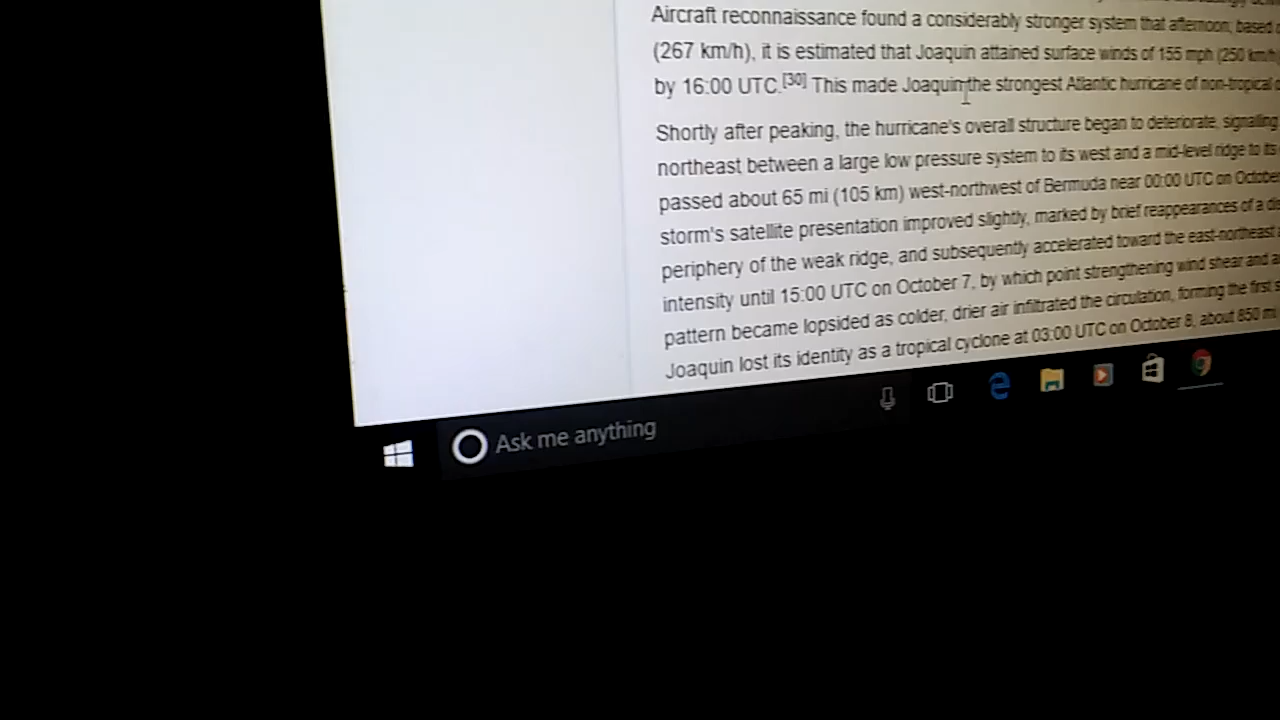 Aircraft reconnaissance found a considerably stronger system that afternoon; based
(267 km/h), it is estimated that Joaquin attained surface winds of 155 mph (250 km/h)
by 16:00 UTC.[30] This made Joaquin the strongest Atlantic hurricane of non-tropical
Shortly after peaking, the hurricane's overall structure began to deteriorate, signalling
northeast between a large low pressure system to its west and a mid-level ridge to its
passed about 65 mi (105 km) west-northwest of Bermuda near 00:00 UTC on October
storm's satellite presentation improved slightly, marked by brief reappearances of a
periphery of the weak ridge, and subsequently accelerated toward the east-northeast
intensity until 15:00 UTC on October 7, by which point strengthening wind shear and
pattern became lopsided as colder, drier air infiltrated the circulation, forming the first
Joaquin lost its identity as a tropical cyclone at 03:00 UTC on October 8, about 850 mi
Ask me anything